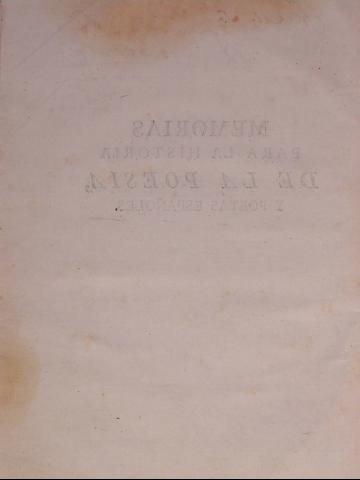 MEMORIAS
PARA LA HISTORIA
DE LA POESIA,
Y POETAS ESPAÑOLES